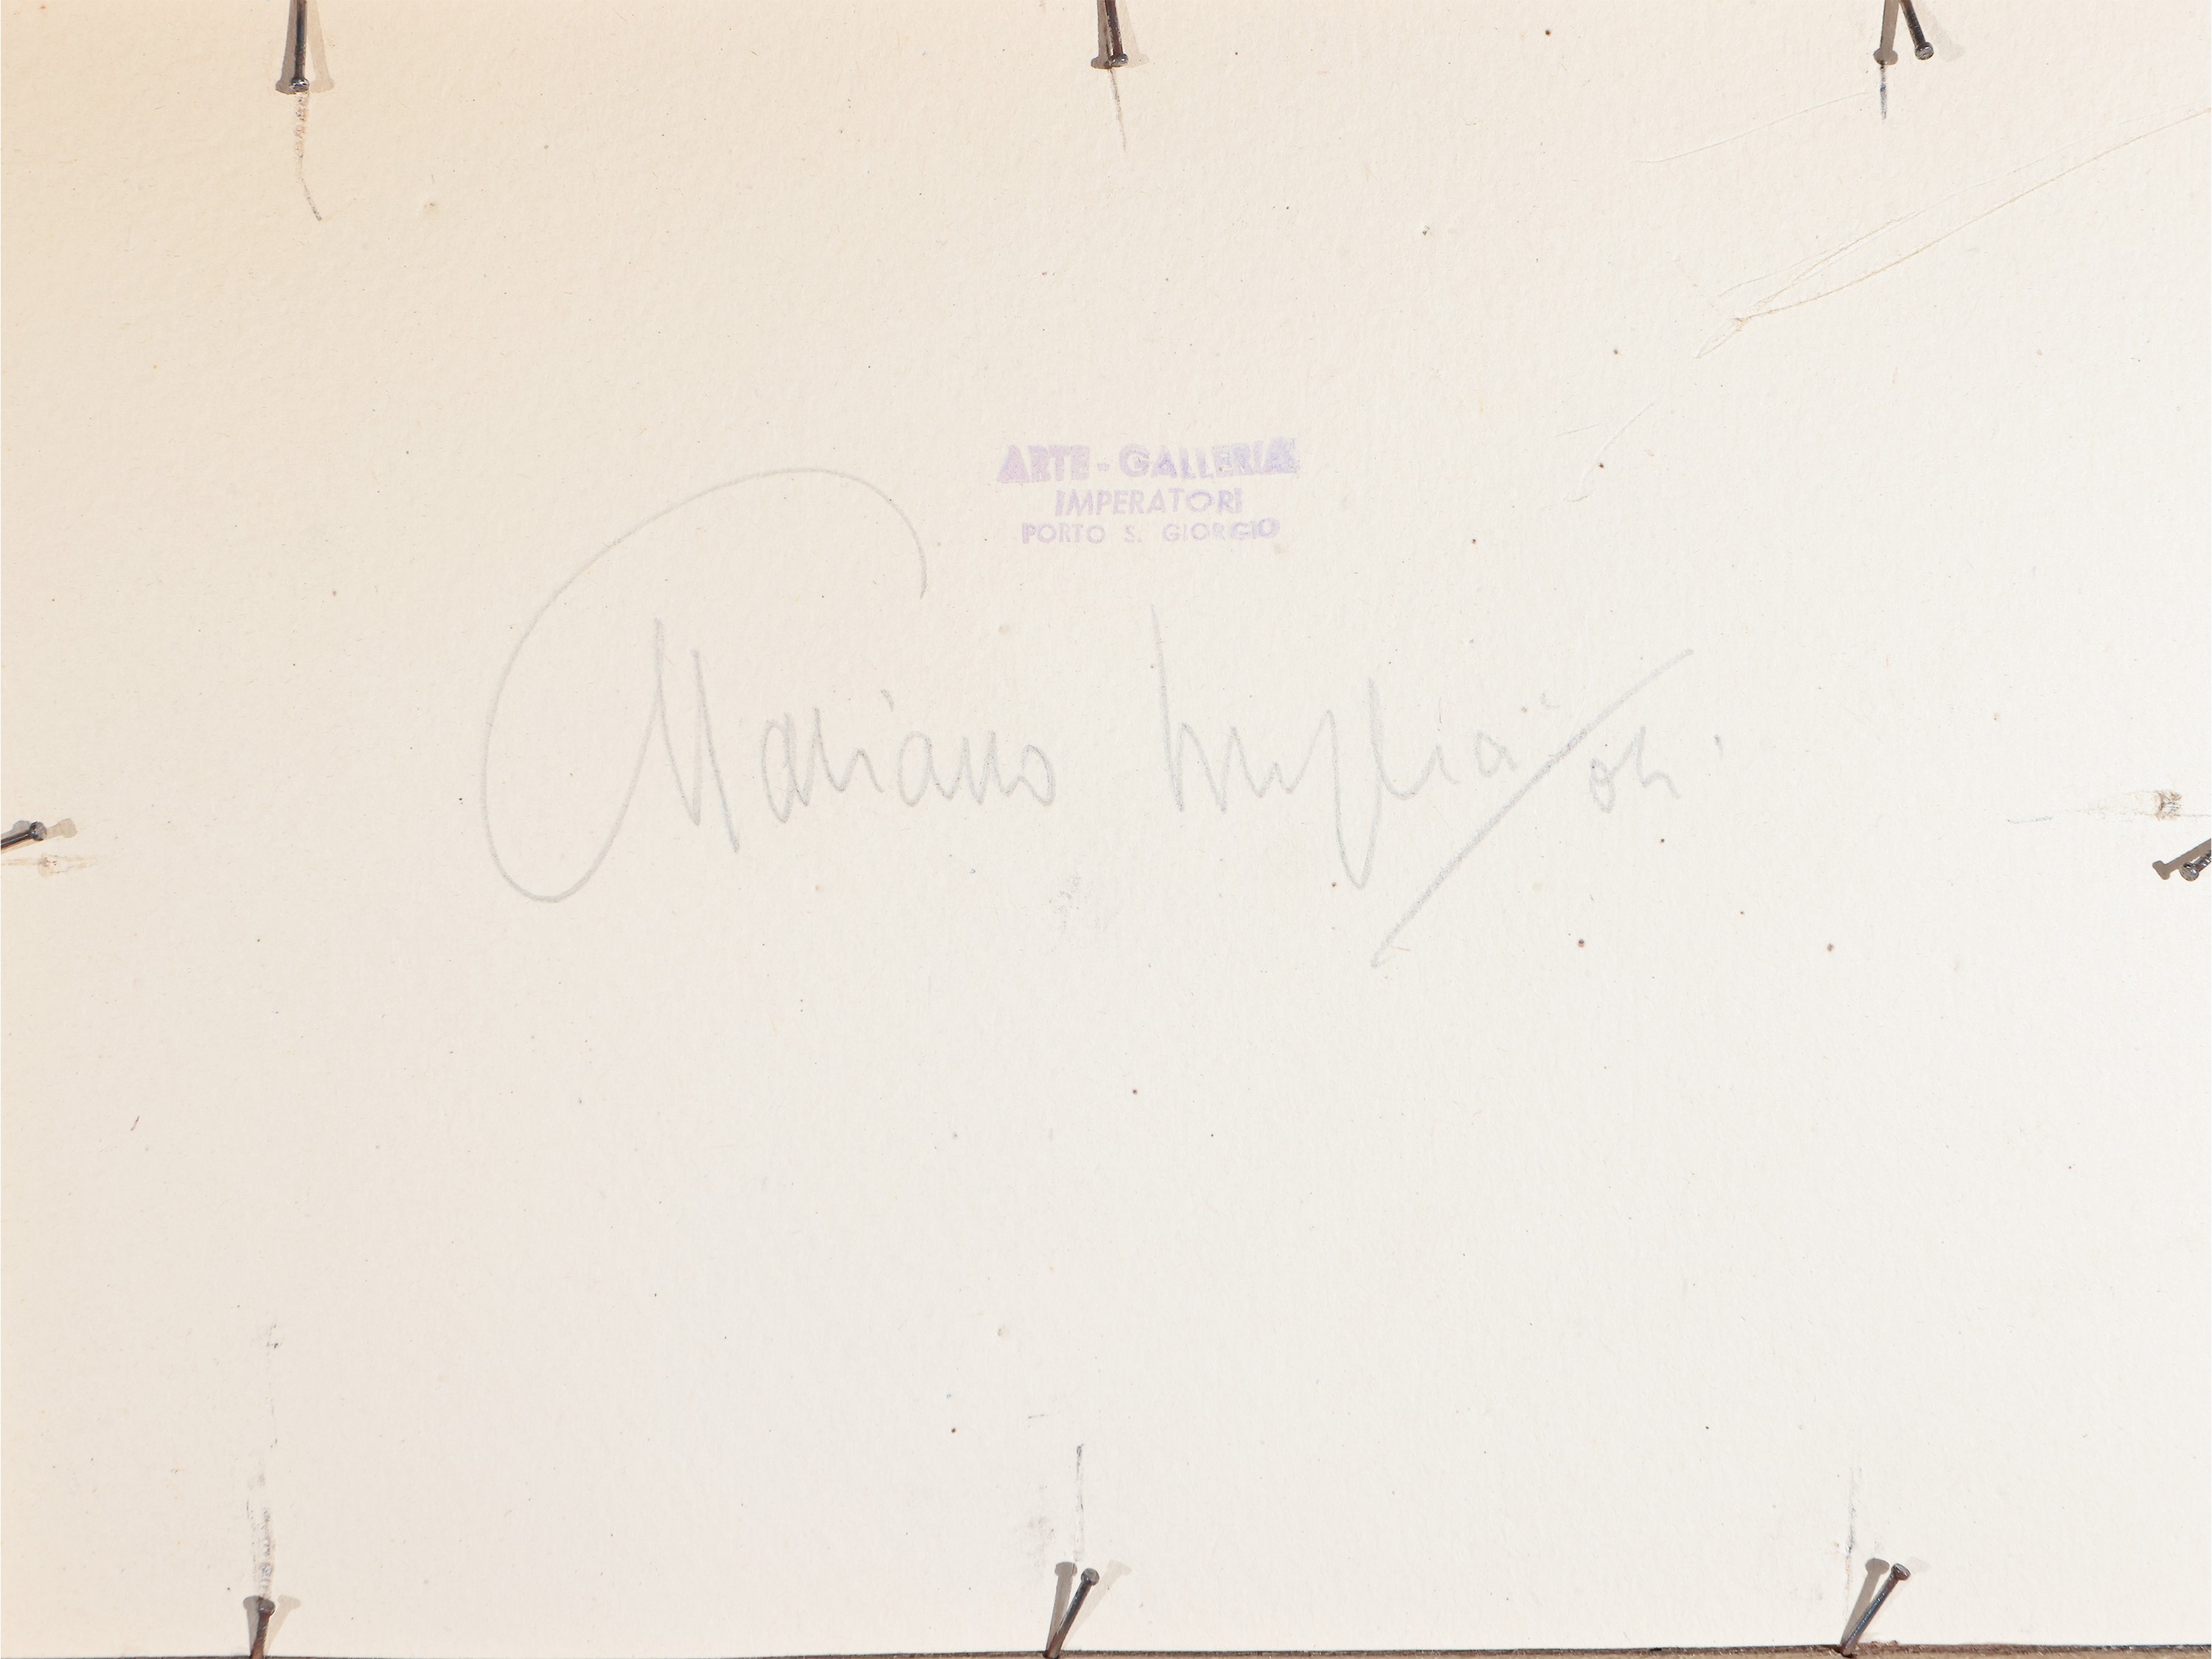 ARTE - GALLERIA
IMPERATORI
PORTO S. GIORGIO
Mariano